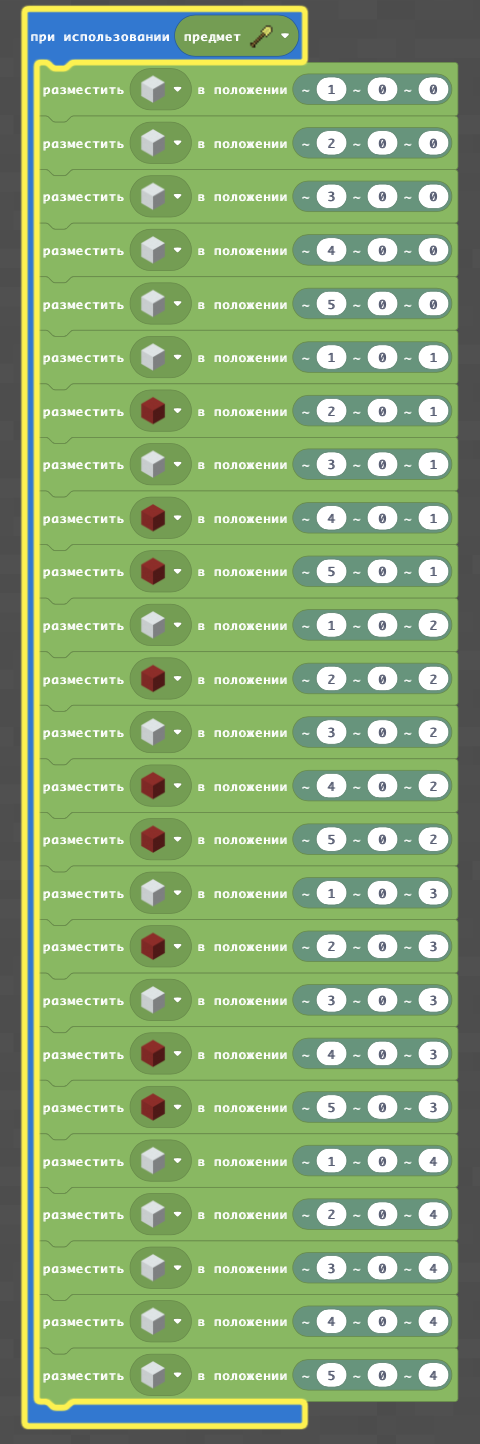 при использовании предмет
разместить в положении ~ 1 ~ 0 ~ 0
разместить в положении ~ 2 ~ 0 ~ 0
разместить в положении ~ 3 ~ 0 ~ 0
разместить в положении ~ 4 ~ 0 ~ 0
разместить в положении ~ 5 ~ 0 ~ 0
разместить в положении ~ 1 ~ 0 ~ 1
разместить в положении ~ 2 ~ 0 ~ 1
разместить в положении ~ 3 ~ 0 ~ 1
разместить в положении ~ 4 ~ 0 ~ 1
разместить в положении ~ 5 ~ 0 ~ 1
разместить в положении ~ 1 ~ 0 ~ 2
разместить в положении ~ 2 ~ 0 ~ 2
разместить в положении ~ 3 ~ 0 ~ 2
разместить в положении ~ 4 ~ 0 ~ 2
разместить в положении ~ 5 ~ 0 ~ 2
разместить в положении ~ 1 ~ 0 ~ 3
разместить в положении ~ 2 ~ 0 ~ 3
разместить в положении ~ 3 ~ 0 ~ 3
разместить в положении ~ 4 ~ 0 ~ 3
разместить в положении ~ 5 ~ 0 ~ 3
разместить в положении ~ 1 ~ 0 ~ 4
разместить в положении ~ 2 ~ 0 ~ 4
разместить в положении ~ 3 ~ 0 ~ 4
разместить в положении ~ 4 ~ 0 ~ 4
разместить в положении ~ 5 ~ 0 ~ 4